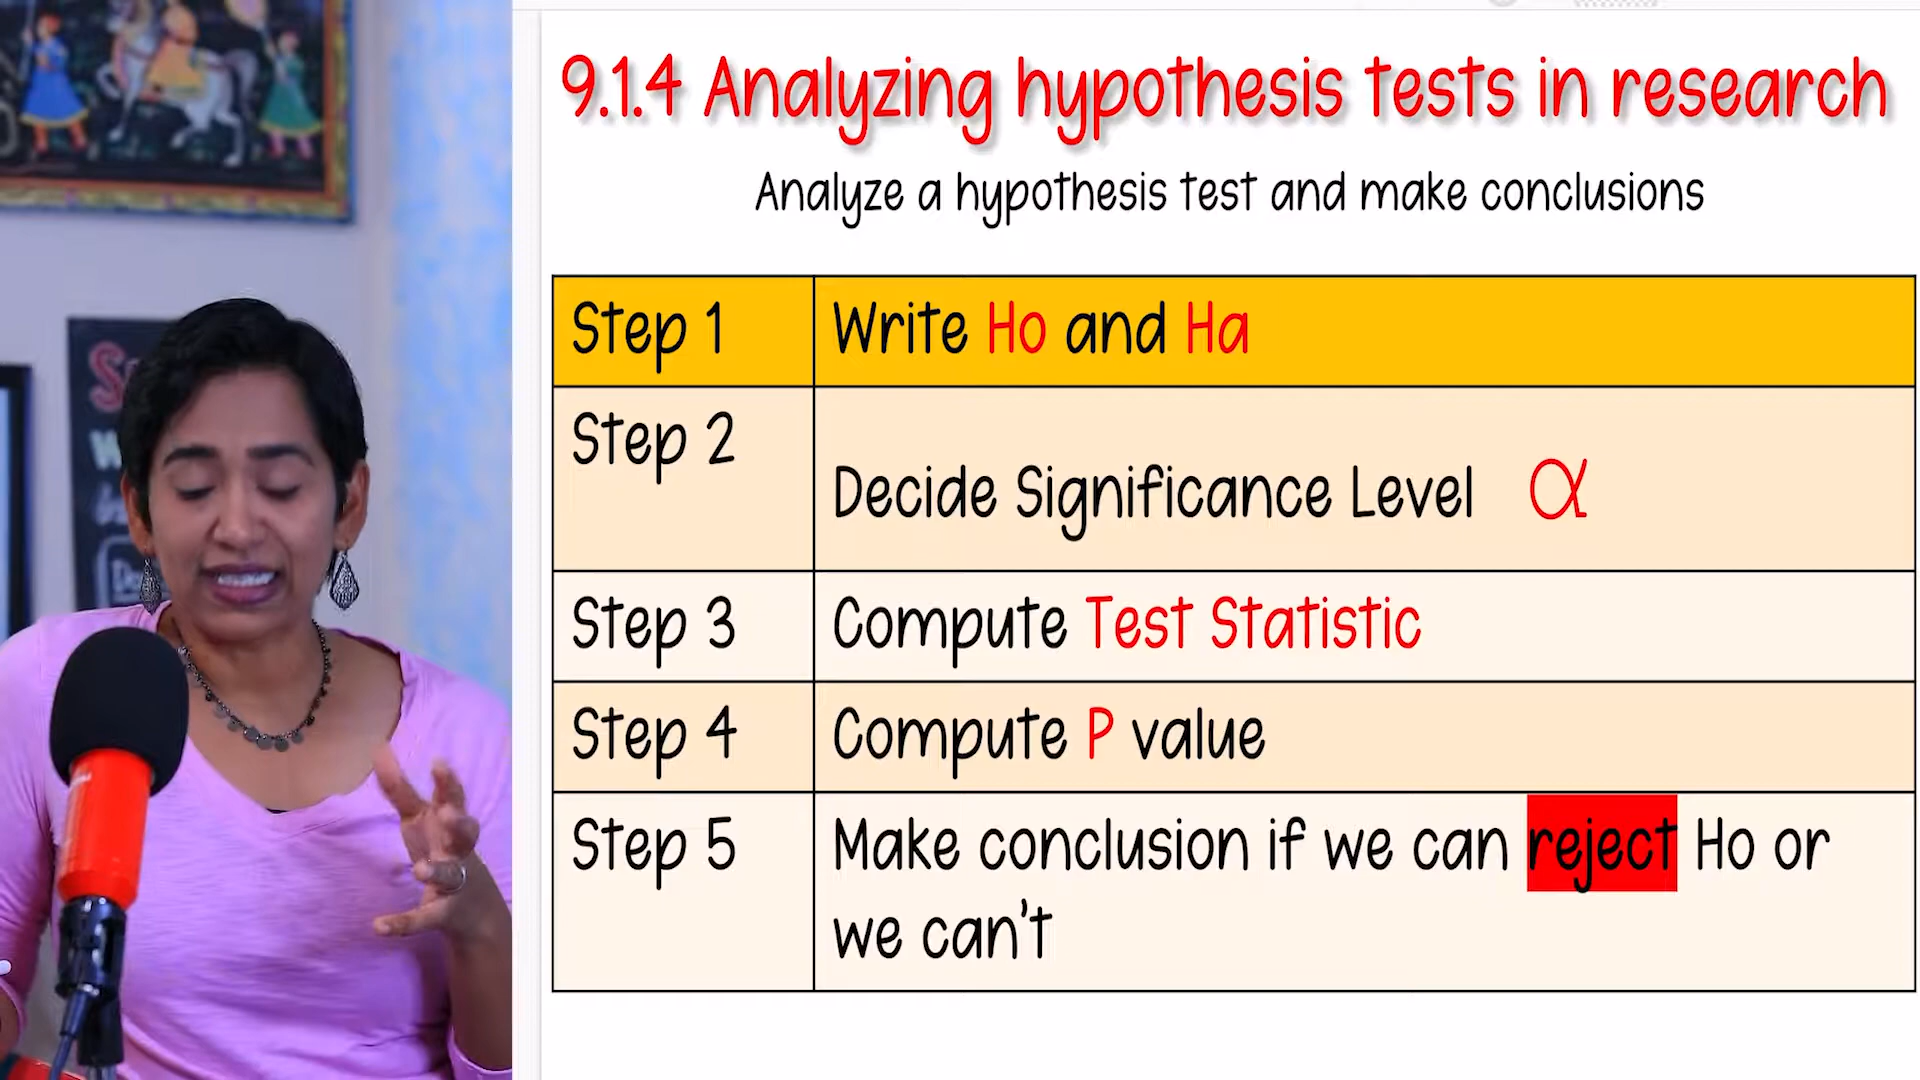 9.1.4 Analyzing hypothesis tests in research
Analyze a hypothesis test and make conclusions
Step 1 Write Ho and Ha
Step 2 Decide Significance Level α
Step 3 Compute Test Statistic
Step 4 Compute P value
Step 5 Make conclusion if we can reject Ho or
we can't